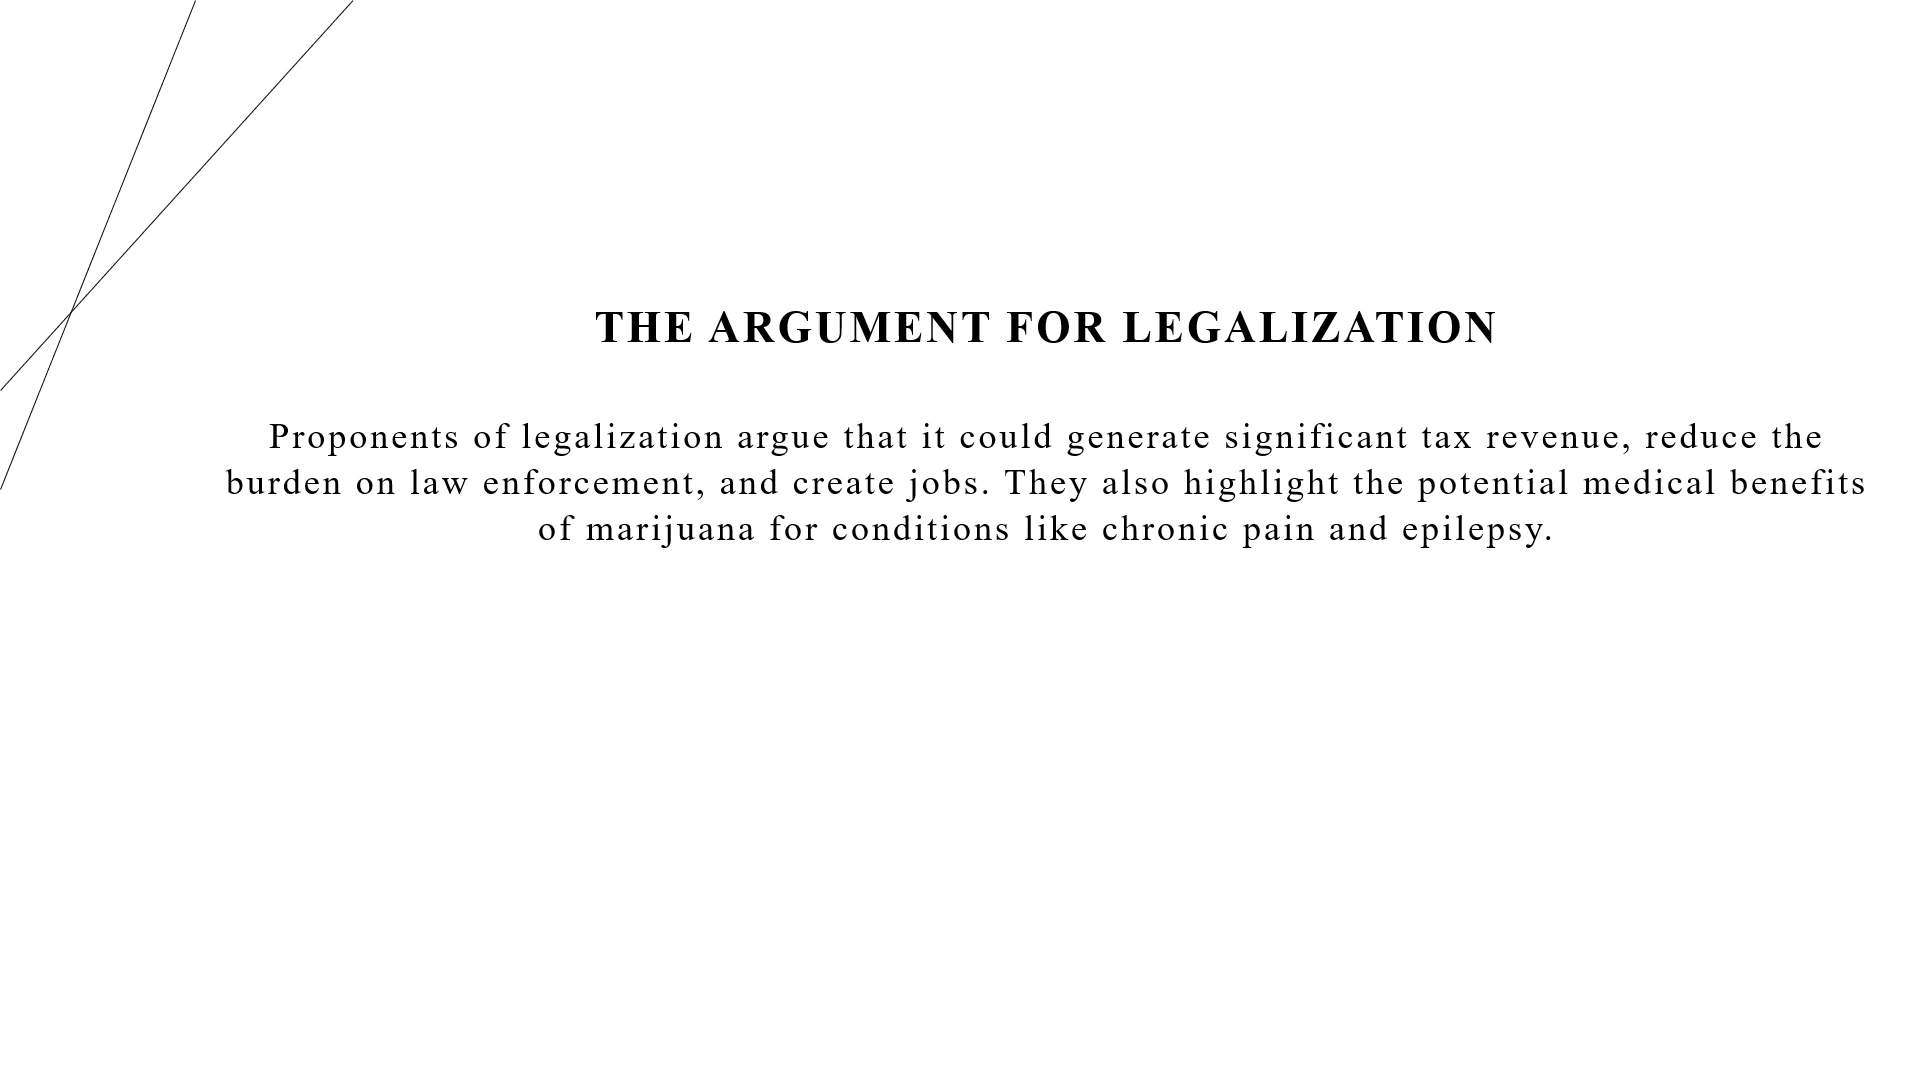 THE ARGUMENT FOR LEGALIZATION
Proponents of legalization argue that it could generate significant tax revenue, reduce the
burden on law enforcement, and create jobs. They also highlight the potential medical benefits
of marijuana for conditions like chronic pain and epilepsy.